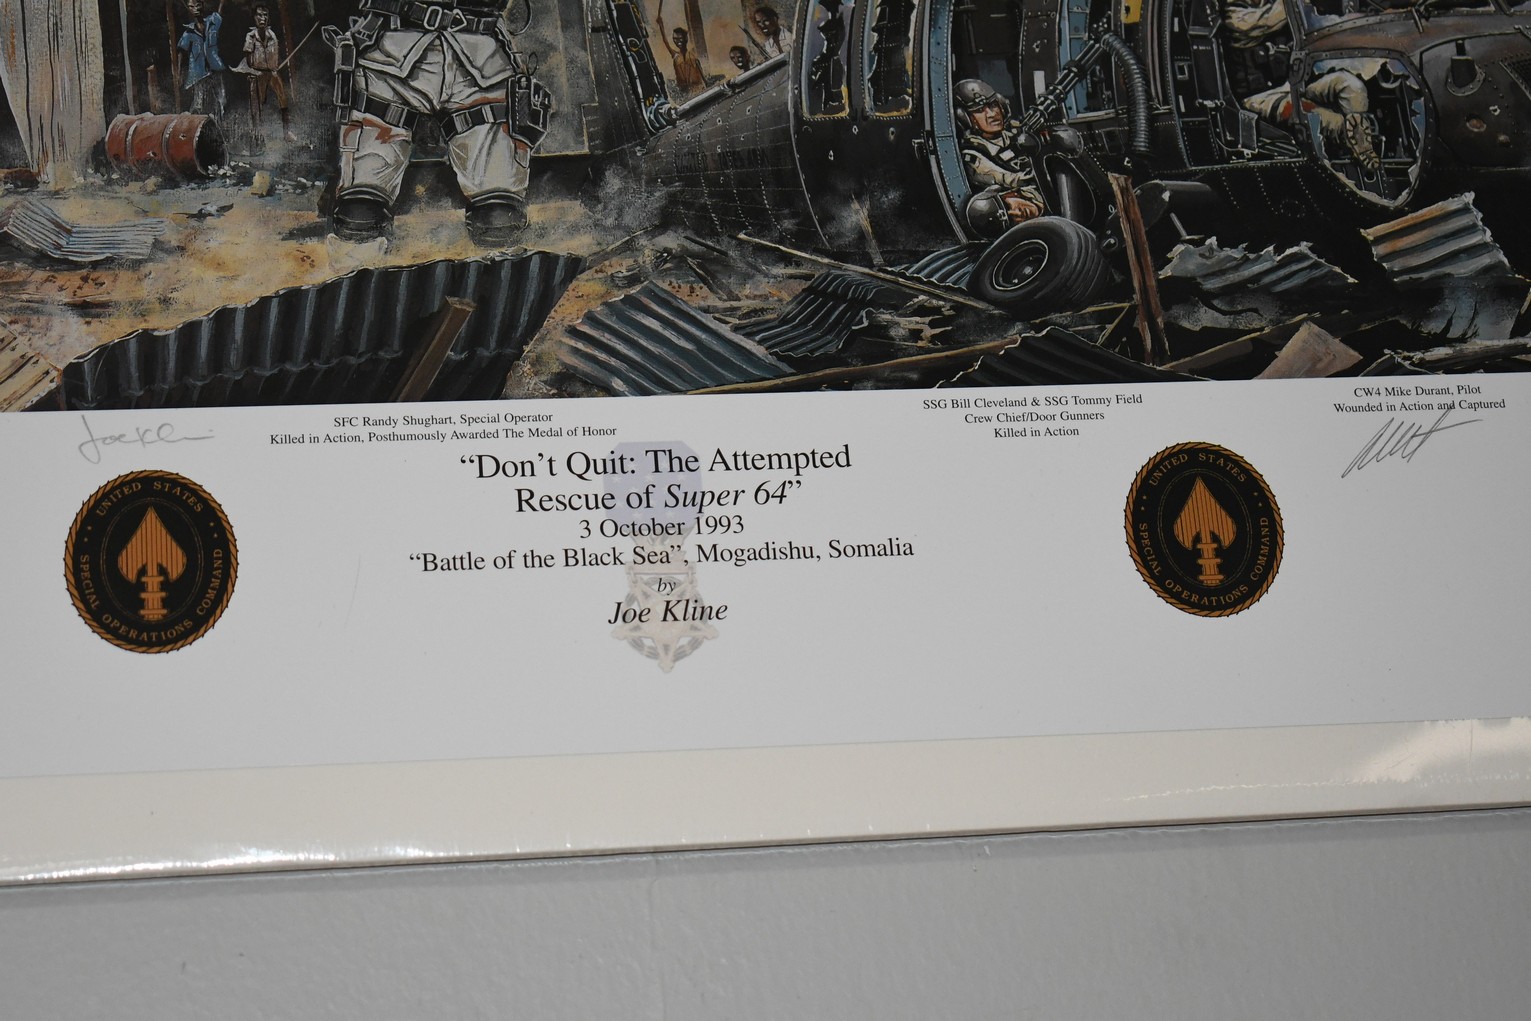 SFC Randy Shughart, Special Operator
Killed in Action, Posthumously Awarded The Medal of Honor
SSG Bill Cleveland & SSG Tommy Field
Crew Chief/Door Gunners
Killed in Action
CW4 Mike Durant, Pilot
Wounded in Action and Captured
Joe Kline
“Don’t Quit: The Attempted
Rescue of Super 64”
3 October 1993
“Battle of the Black Sea”, Mogadishu, Somalia
by
Joe Kline
UNITED STATES
SPECIAL OPERATIONS COMMAND
UNITED STATES
SPECIAL OPERATIONS COMMAND